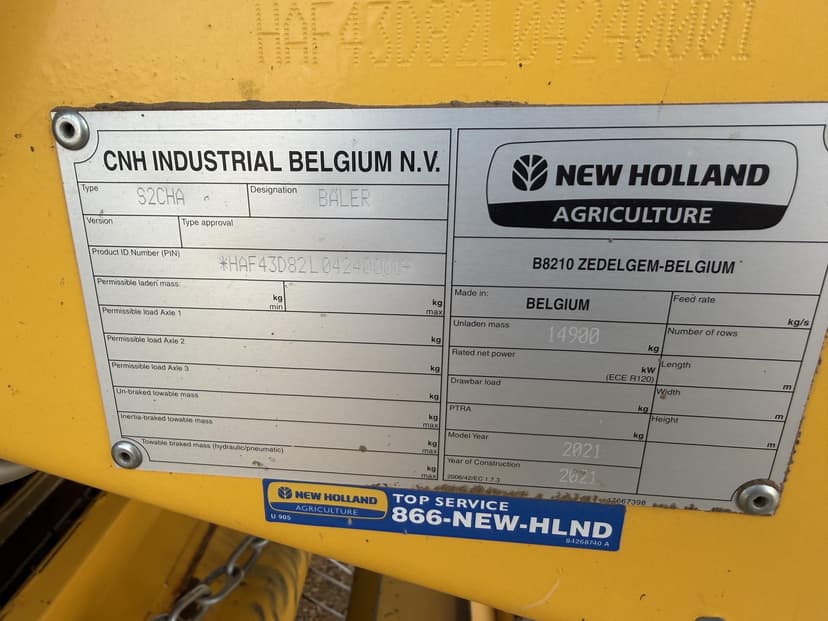 HAF43D82L04240001
CNH INDUSTRIAL BELGIUM N.V.
Type S2CHA
Designation BALER
Version
Type approval
Product ID Number (PIN)
*HAF43D82L04240001*
Permissible laden mass:
kg min
kg max
Permissible load Axle 1
kg
Permissible load Axle 2
kg
Permissible load Axle 3
kg
Un-braked towable mass
kg max
Inertia-braked towable mass
kg max
Towable braked mass (hydraulic/pneumatic)
kg max
NEW HOLLAND
AGRICULTURE
B8210 ZEDELGEM-BELGIUM
Made in: BELGIUM
Feed rate
kg/s
Unladen mass 14900 kg
Number of rows
Rated net power
kW
(ECE R120)
Length
m
Drawbar load
kg
Width
m
PTRA
kg
Height
m
Model Year 2021
Year of Construction 2021
2006/42/EC 1.7.3
47667398
NEW HOLLAND
AGRICULTURE
U 905
TOP SERVICE
866-NEW-HLND
84268740 A